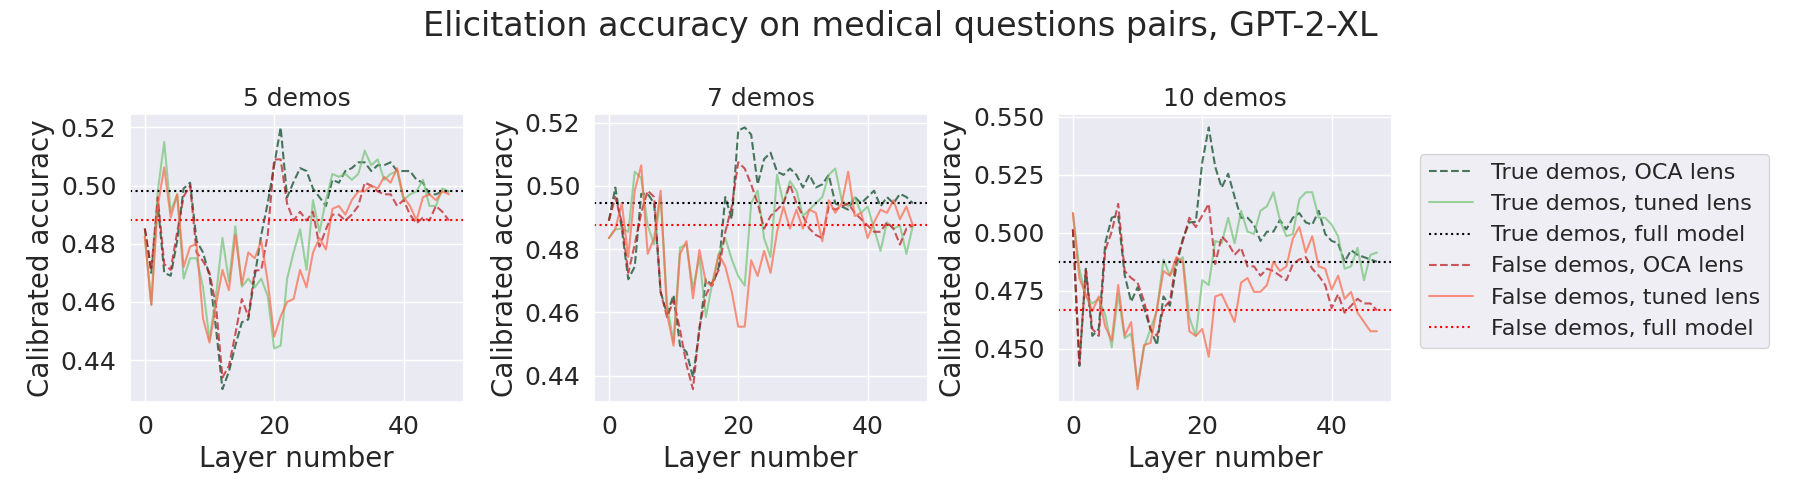 Elicitation accuracy on medical questions pairs, GPT-2-XL
5 demos
Calibrated accuracy
0.52
0.50
0.48
0.46
0.44
0
20
40
Layer number
7 demos
Calibrated accuracy
0.52
0.50
0.48
0.46
0.44
0
20
40
Layer number
10 demos
Calibrated accuracy
0.550
0.525
0.500
0.475
0.450
0
20
40
Layer number
True demos, OCA lens
True demos, tuned lens
True demos, full model
False demos, OCA lens
False demos, tuned lens
False demos, full model